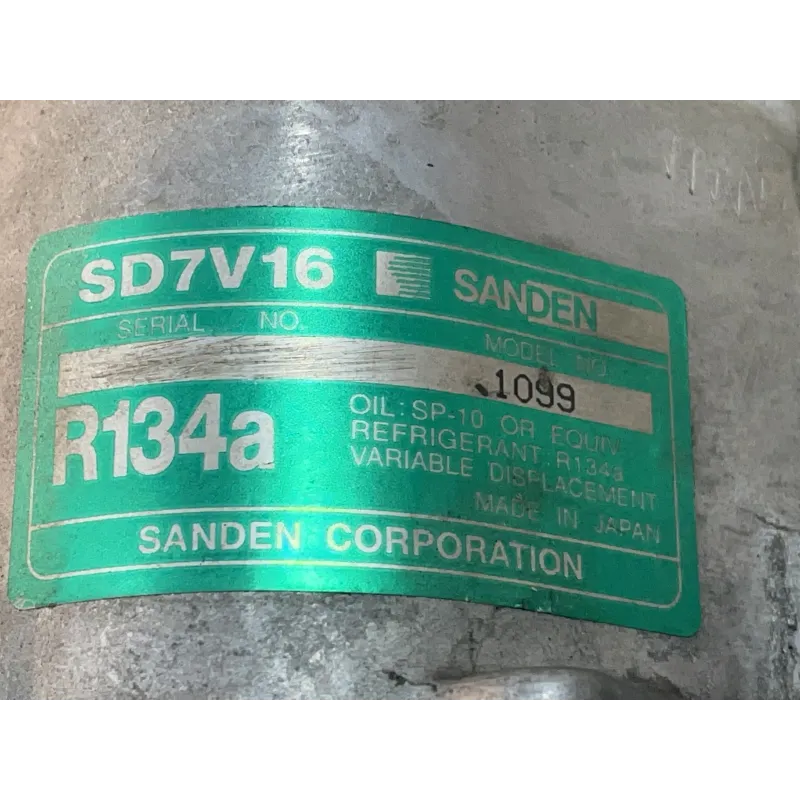 SD7V16 SANDEN
SERIAL NO.
MODEL NO.
1099
R134a
OIL: SP-10 OR EQUIV.
REFRIGERANT: R134a
VARIABLE DISPLACEMENT
MADE IN JAPAN
SANDEN CORPORATION